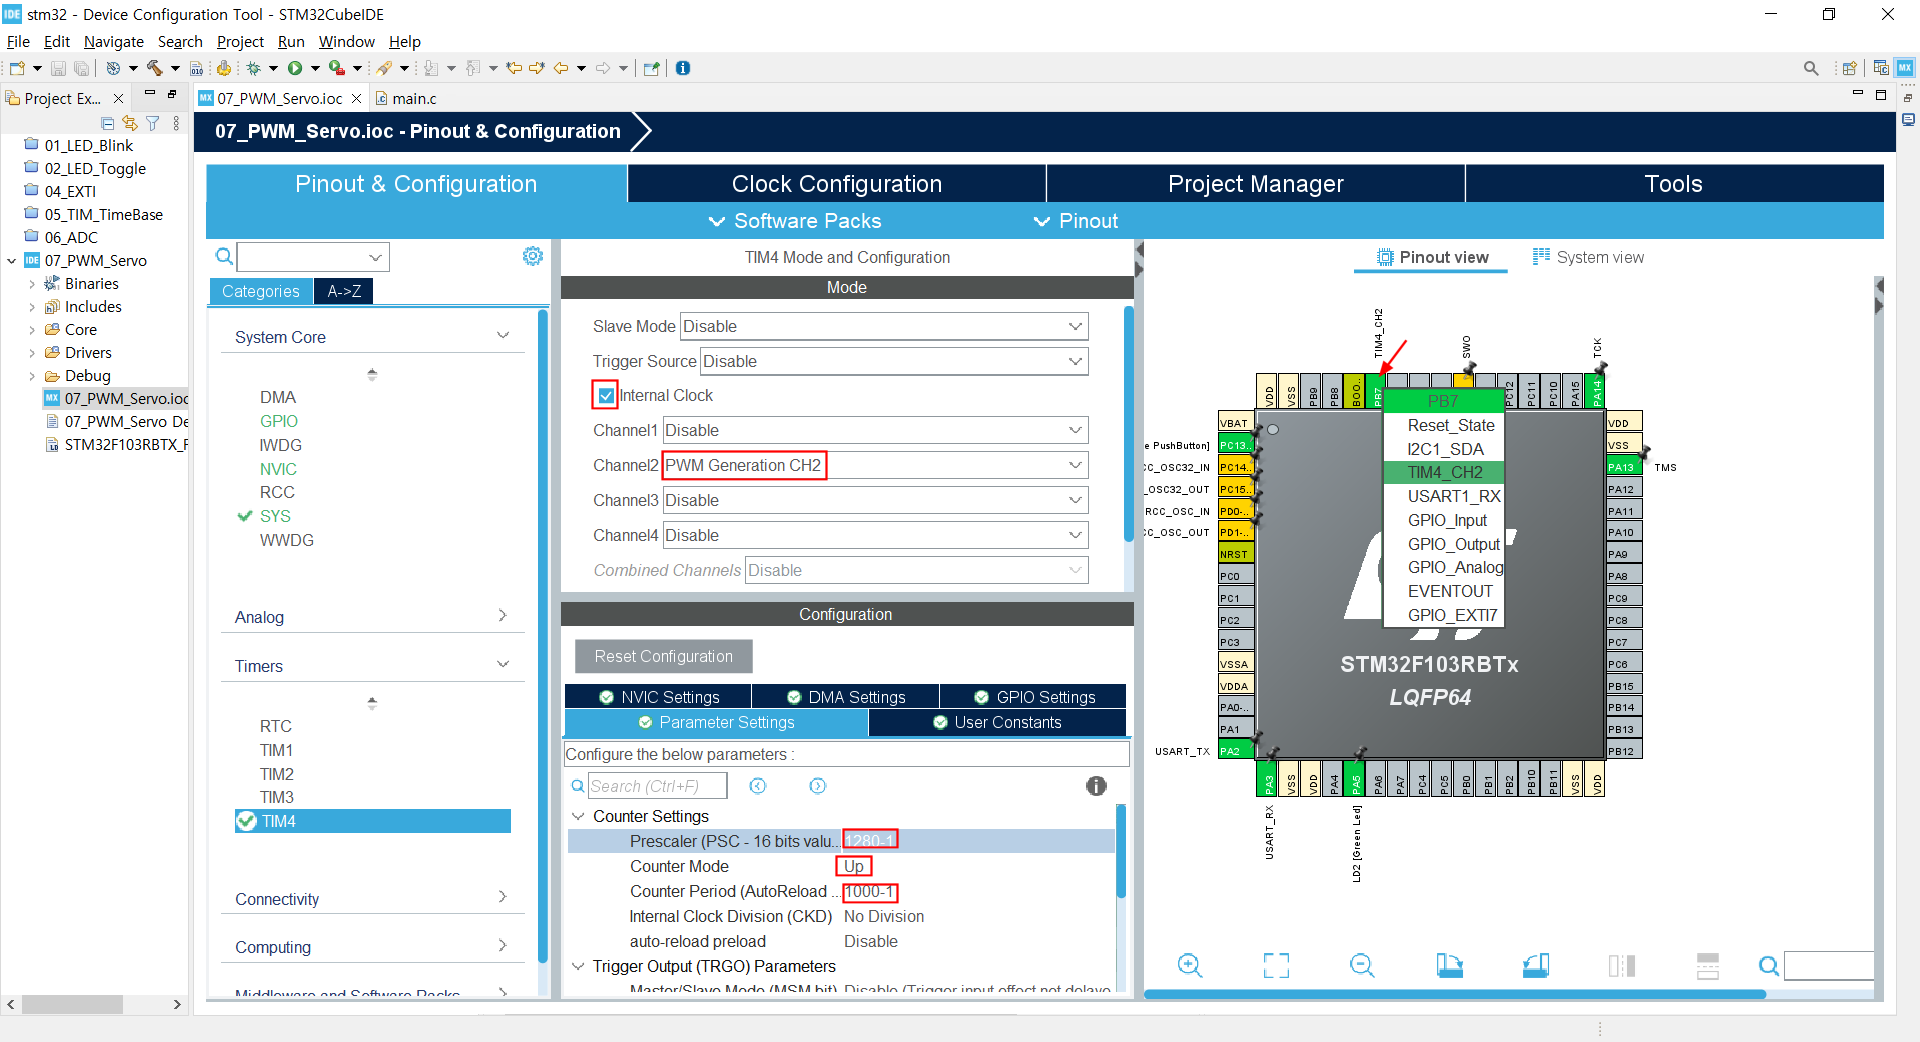 IDE stm32 - Device Configuration Tool - STM32CubeIDE
File Edit Navigate Search Project Run Window Help
Project Ex...
MX 07_PWM_Servo.ioc
main.c
01_LED_Blink
02_LED_Toggle
04_EXTI
05_TIM_TimeBase
06_ADC
IDE 07_PWM_Servo
Binaries
Includes
Core
Drivers
Debug
MX 07_PWM_Servo.ioc
07_PWM_Servo De
STM32F103RBTX_F
07_PWM_Servo.ioc - Pinout & Configuration
Pinout & Configuration
Clock Configuration
Project Manager
Tools
Software Packs
Pinout
Categories
A->Z
System Core
DMA
GPIO
IWDG
NVIC
RCC
SYS
WWDG
Analog
Timers
RTC
TIM1
TIM2
TIM3
TIM4
Connectivity
Computing
Middleware and Software Packs
TIM4 Mode and Configuration
Mode
Slave Mode Disable
Trigger Source Disable
Internal Clock
Channel1 Disable
Channel2 PWM Generation CH2
Channel3 Disable
Channel4 Disable
Combined Channels Disable
Configuration
Reset Configuration
NVIC Settings
DMA Settings
GPIO Settings
Parameter Settings
User Constants
Configure the below parameters :
Search (Ctrl+F)
Counter Settings
Prescaler (PSC - 16 bits valu... 1280-1
Counter Mode Up
Counter Period (AutoReload ... 1000-1
Internal Clock Division (CKD) No Division
auto-reload preload Disable
Trigger Output (TRGO) Parameters
Master/Slave Mode (MSM bit) Disable (Trigger input effect not delaye
Pinout view
System view
TIM4_CH2
SWO
TCK
VDD
VSS
PB9
PB8
BOO..
PB7
PC12
PC11
PC10
PA15
PA14
PB7
Reset_State
I2C1_SDA
TIM4_CH2
USART1_RX
GPIO_Input
GPIO_Output
GPIO_Analog
EVENTOUT
GPIO_EXTI7
VBAT
e PushButton] PC13..
CC_OSC32_IN PC14..
_OSC32_OUT PC15..
RCC_OSC_IN PD0-..
CC_OSC_OUT PD1-..
NRST
PC0
PC1
PC2
PC3
VSSA
VDDA
PA0-..
PA1
USART_TX PA2
VDD
VSS
PA13 TMS
PA12
PA11
PA10
PA9
PA8
PC9
PC8
PC7
PC6
PB15
PB14
PB13
PB12
STM32F103RBTx
LQFP64
PA3
VSS
VDD
PA4
PA5
PA6
PA7
PC4
PC5
PB0
PB1
PB2
PB10
PB11
VSS
VDD
USART_RX
LD2 [Green Led]